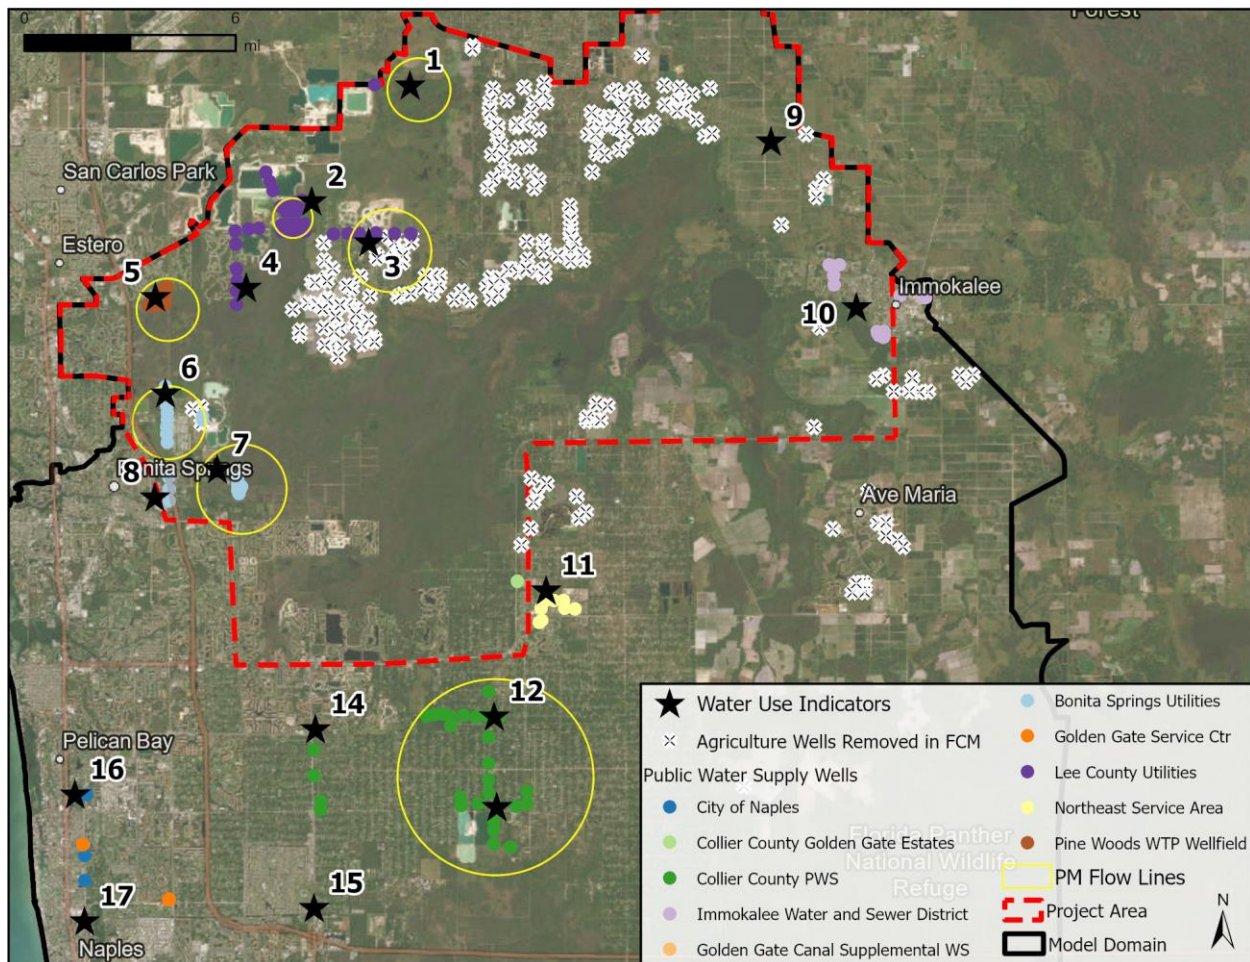 Forest
0
6
mi
1
9
San Carlos Park
2
Estero
3
4
5
Immokalee
10
6
7
Bonita Springs
8
Ave Maria
11
12
14
Pelican Bay
16
15
17
Naples
Florida Panther
National Wildlife
Refuge
Water Use Indicators
Agriculture Wells Removed in FCM
Public Water Supply Wells
City of Naples
Collier County Golden Gate Estates
Collier County PWS
Immokalee Water and Sewer District
Golden Gate Canal Supplemental WS
Bonita Springs Utilities
Golden Gate Service Ctr
Lee County Utilities
Northeast Service Area
Pine Woods WTP Wellfield
PM Flow Lines
Project Area
Model Domain
N